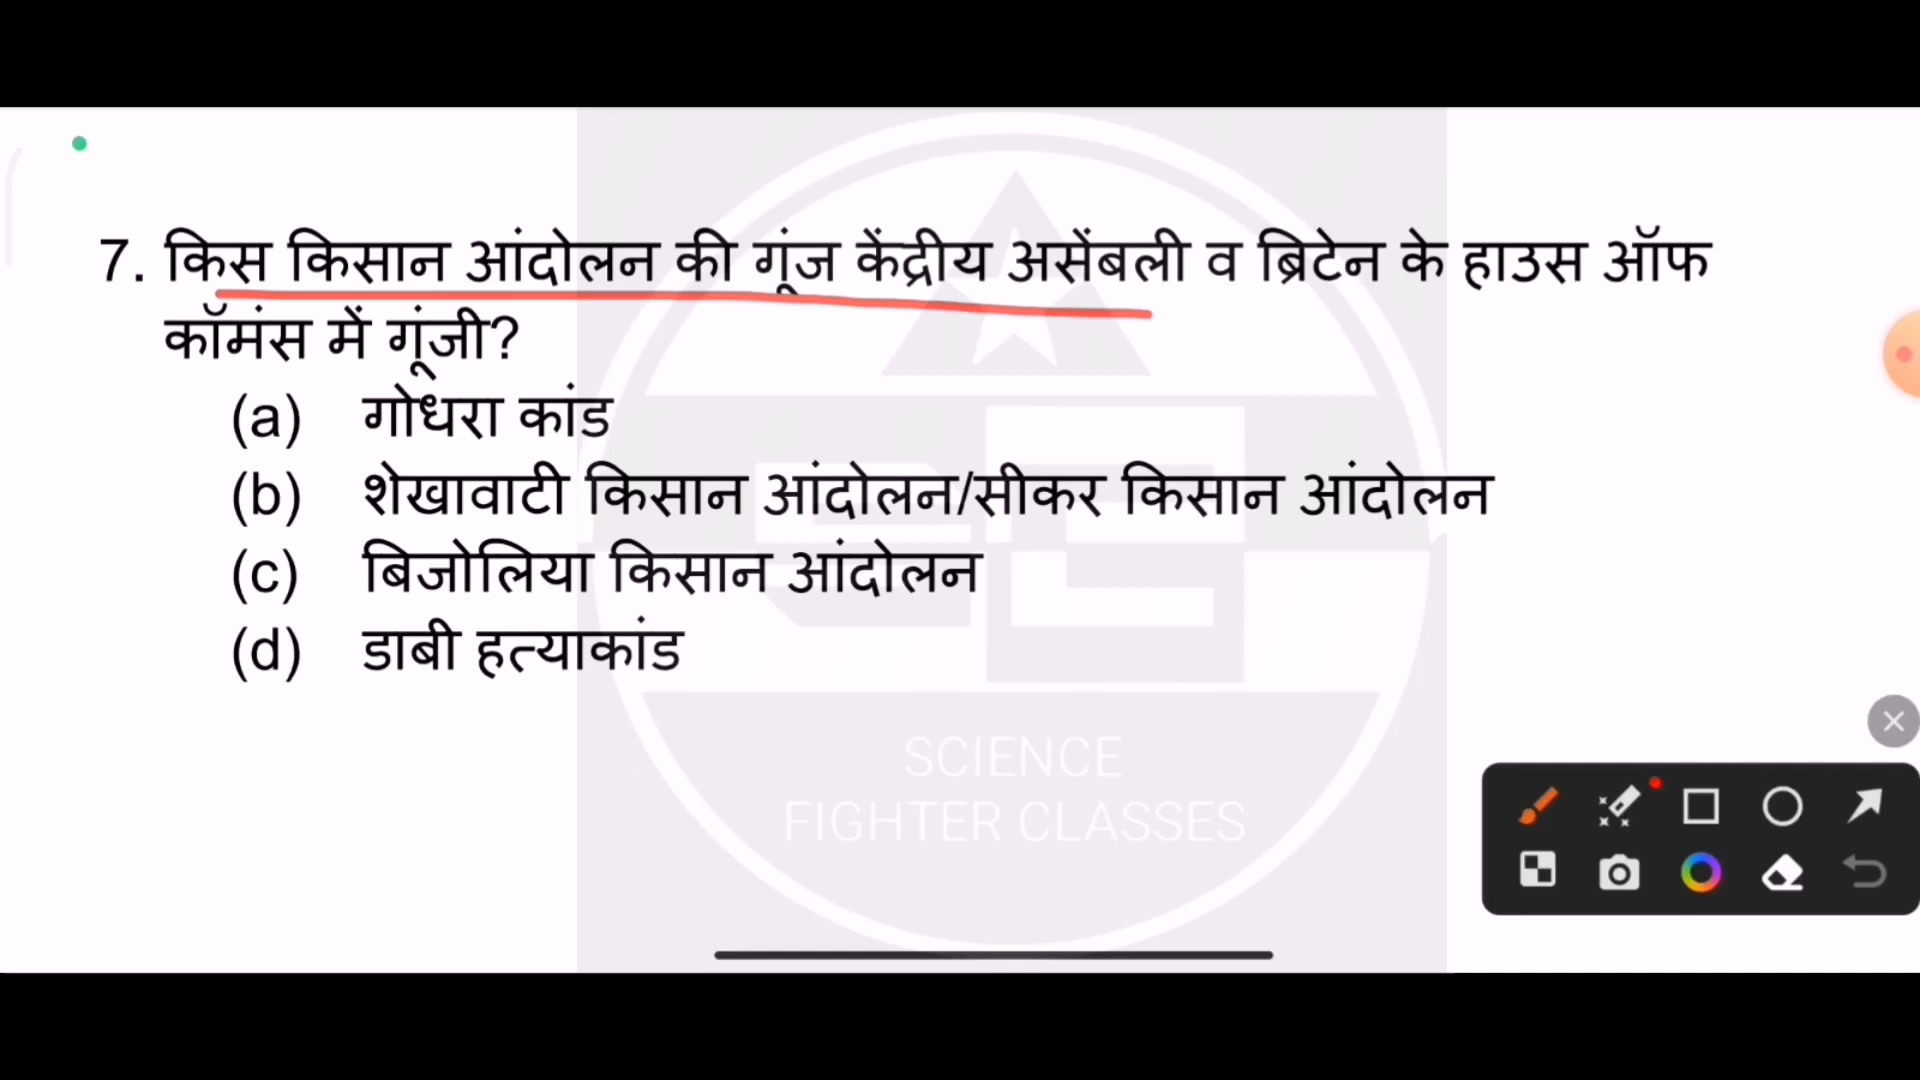 7. किस किसान आंदोलन की गूंज केंद्रीय असेंबली व ब्रिटेन के हाउस ऑफ
कॉमंस में गूंजी?
(a) गोधरा कांड
(b) शेखावाटी किसान आंदोलन/सीकर किसान आंदोलन
(c) बिजोलिया किसान आंदोलन
(d) डाबी हत्याकांड
SCIENCE
FIGHTER CLASSES